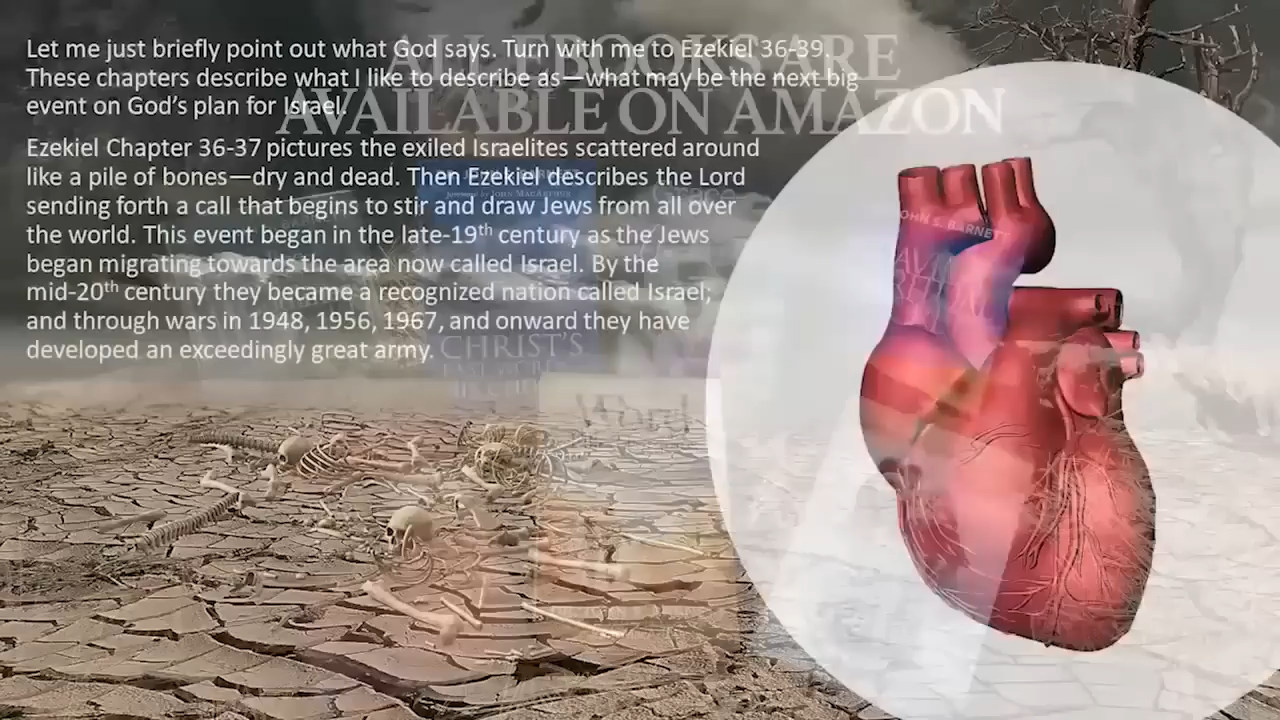 Let me just briefly point out what God says. Turn with me to Ezekiel 36-39.
These chapters describe what I like to describe as—what may be the next big
event on God’s plan for Israel.
Ezekiel Chapter 36-37 pictures the exiled Israelites scattered around
like a pile of bones—dry and dead. Then Ezekiel describes the Lord
sending forth a call that begins to stir and draw Jews from all over
the world. This event began in the late-19th century as the Jews
began migrating towards the area now called Israel. By the
mid-20th century they became a recognized nation called Israel;
and through wars in 1948, 1956, 1967, and onward they have
developed an exceedingly great army.
ALL EBOOKS ARE
AVAILABLE ON AMAZON
JOHN MACARTHUR
Grace
JOHN S. BARNETT
CHRIST'S
LAST WORDS
Word